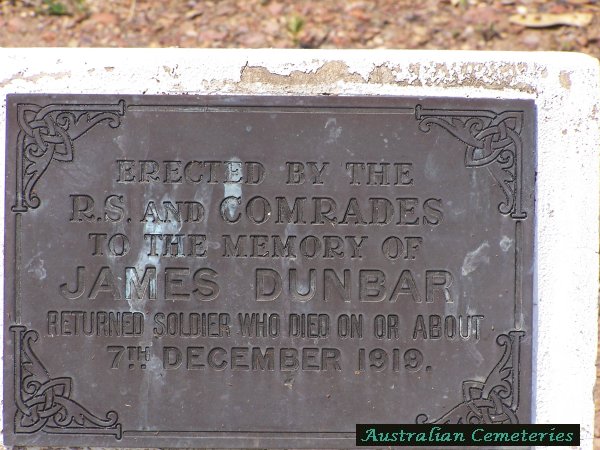 ERECTED BY THE
R.S. AND COMRADES
TO THE MEMORY OF
JAMES DUNBAR
RETURNED SOLDIER WHO DIED ON OR ABOUT
7TH DECEMBER 1919.
Australian Cemeteries